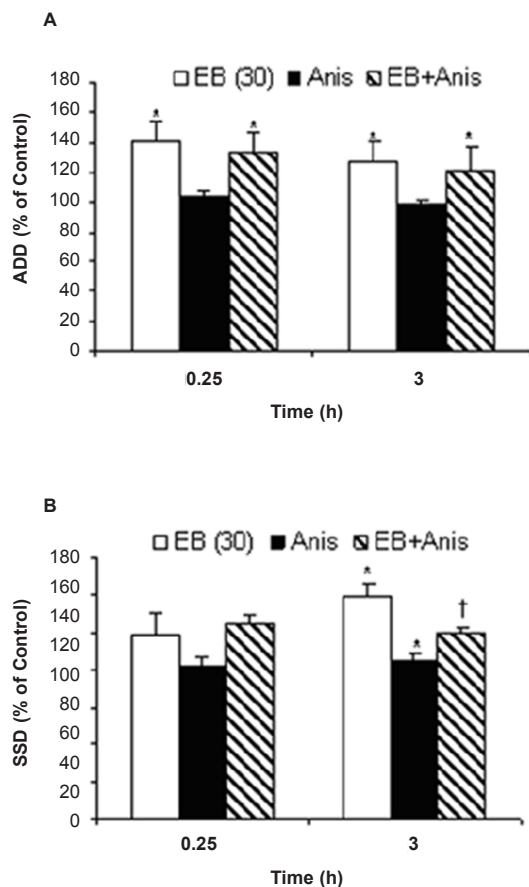 A
□ EB (30) ■ Anis ▨ EB+Anis
ADD (% of Control)
180
160
140
120
100
80
60
40
20
0
* * * *
0.25 3
Time (h)
B
□ EB (30) ■ Anis ▨ EB+Anis
SSD (% of Control)
180
160
140
120
100
80
60
40
20
0
* * †
0.25 3
Time (h)